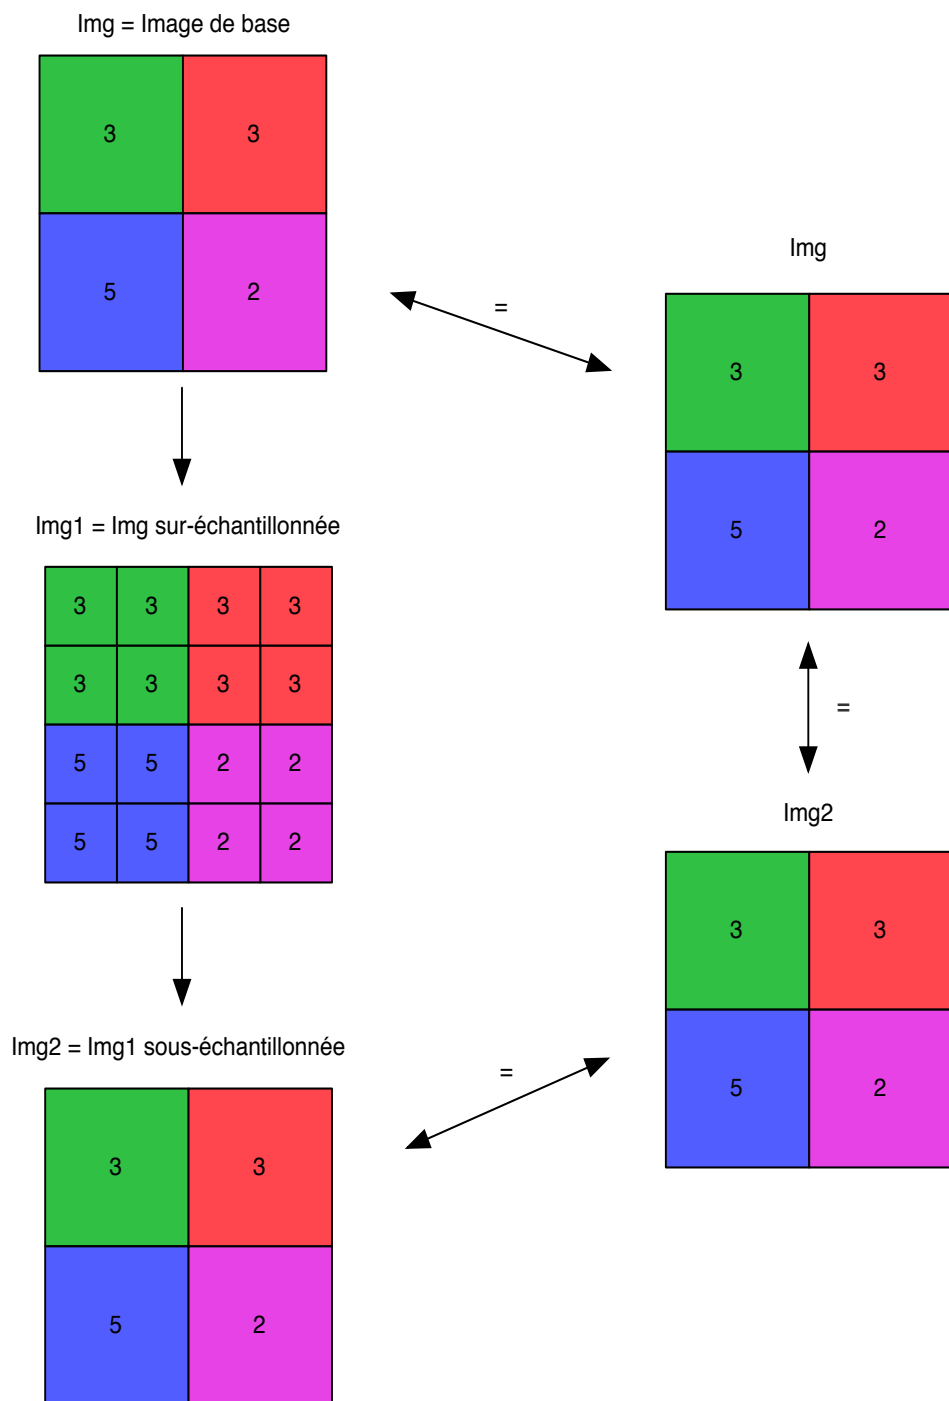 Img = Image de base
3 3
5 2
=
Img
3 3
5 2
Img1 = Img sur-échantillonnée
3 3 3 3
3 3 3 3
5 5 2 2
5 5 2 2
=
Img2
3 3
5 2
Img2 = Img1 sous-échantillonnée
=
3 3
5 2